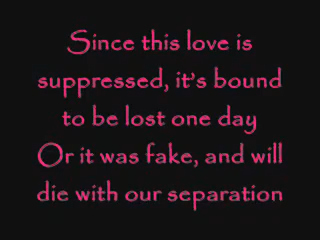 Since this love is
suppressed, it's bound
to be lost one day
Or it was fake, and will
die with our separation